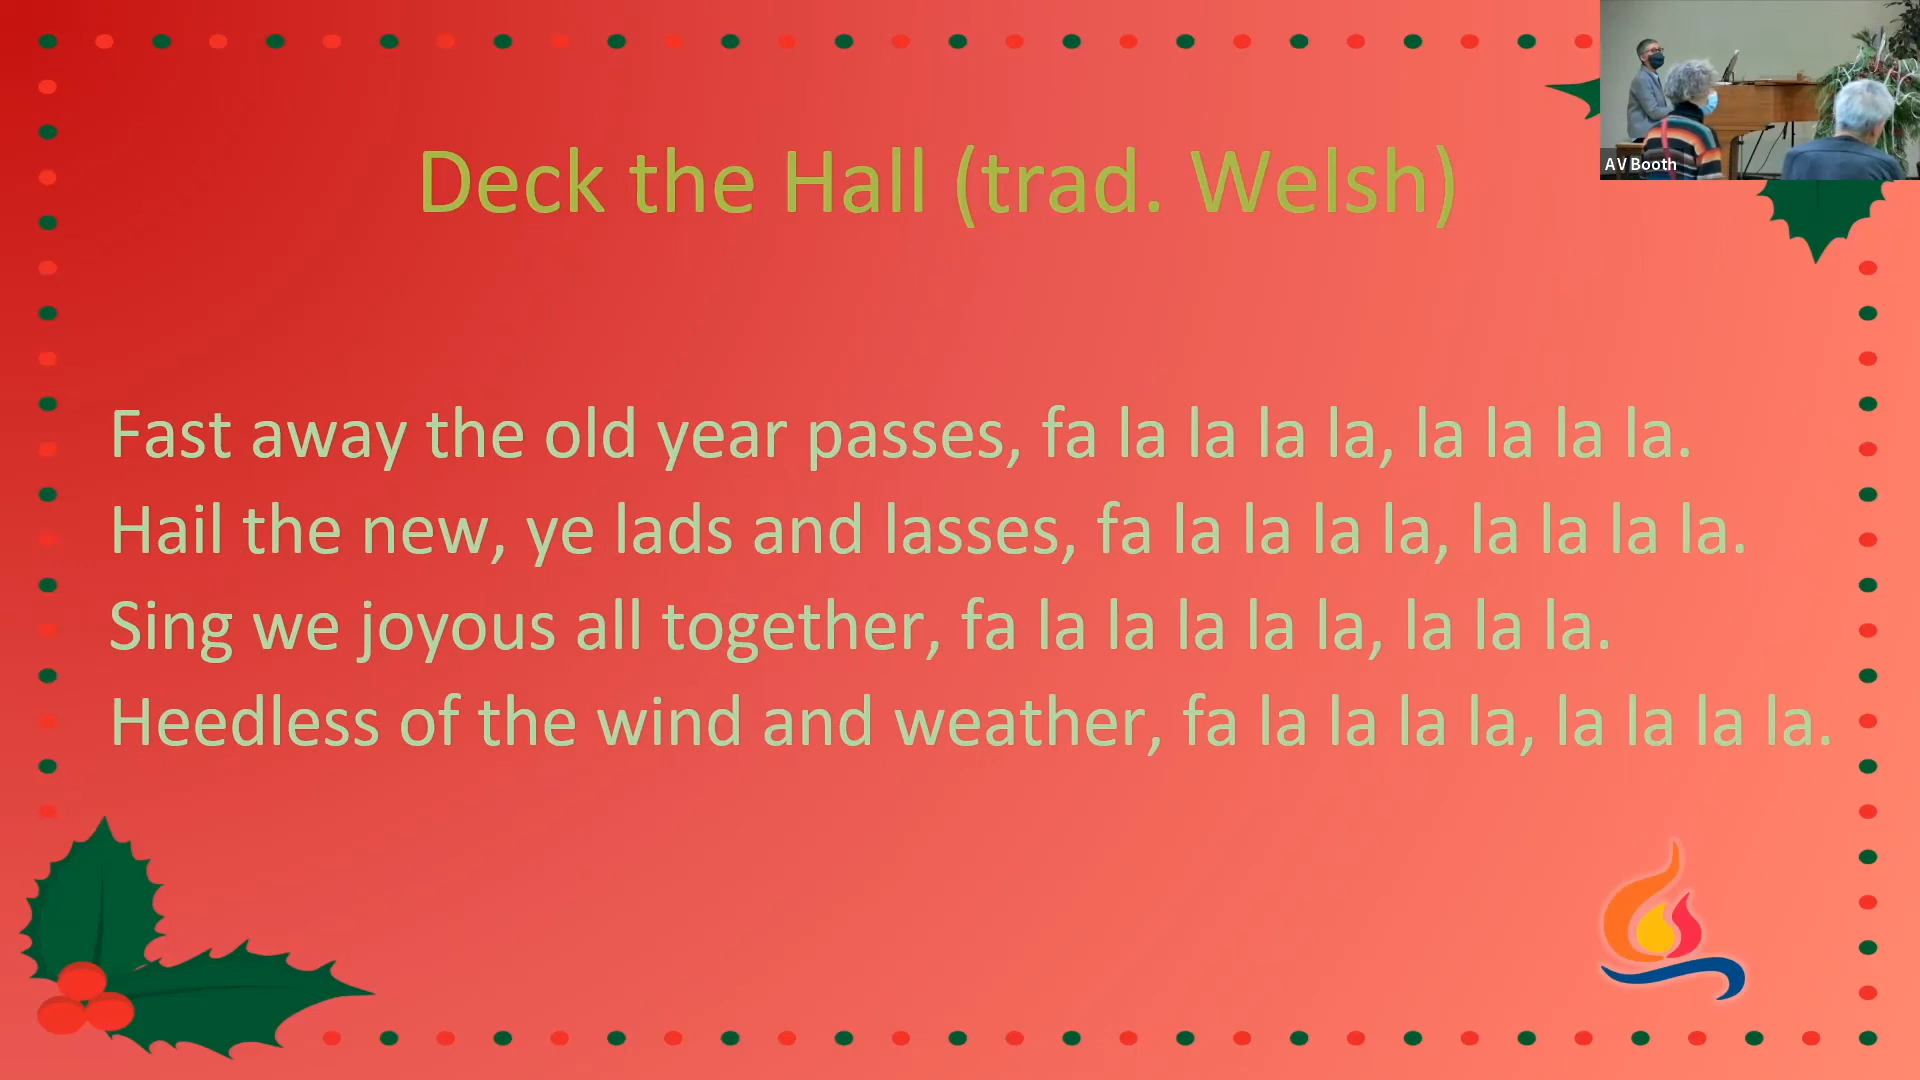 Deck the Hall (trad. Welsh)
AV Booth
Fast away the old year passes, fa la la la la, la la la la.
Hail the new, ye lads and lasses, fa la la la la, la la la la.
Sing we joyous all together, fa la la la la la, la la la.
Heedless of the wind and weather, fa la la la la, la la la la.